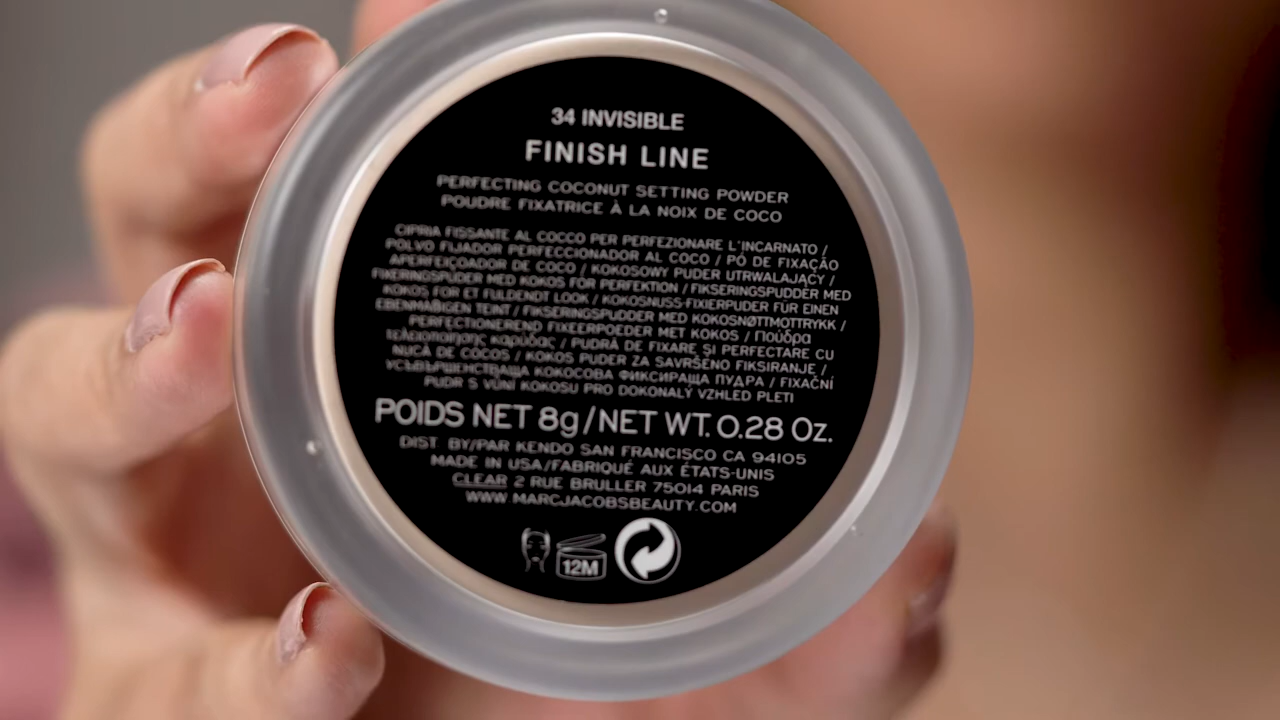 34 INVISIBLE
FINISH LINE
PERFECTING COCONUT SETTING POWDER
POUDRE FIXATRICE À LA NOIX DE COCO
CIPRIA FISSANTE AL COCCO PER PERFEZIONARE L'INCARNATO /
POLVO FIJADOR PERFECCIONADOR AL COCO / PÓ DE FIXAÇÃO
APERFEIÇOADOR DE COCO / KOKOSOWY PUDER UTRWALAJĄCY /
FIKERINGSPUDER MED KOKOS FÖR PERFEKTION / FIKSERINGSPUDDER MED
KOKOS FOR ET FULDENDT LOOK / KOKOSNUSS-FIXIERPUDER FÜR EINEN
EBENMÄßIGEN TEINT / FIKSERINGSPUDDER MED KOKOSNØTTMOTTRYKK /
PERFECTIONEREND FIXEERPOEDER MET KOKOS / Πούδρα
τελειοποίησης καρύδας / PUDRĂ DE FIXARE ȘI PERFECTARE CU
NUCĂ DE COCOS / KOKOS PUDER ZA SAVRŠENO FIKSIRANJE /
УСЪВЪРШЕНСТВАЩА КОКОСОВА ФИКСИРАЩА ПУДРА / FIXAČNÍ
PUDR S VŮNÍ KOKOSU PRO DOKONALÝ VZHLED PLETI
POIDS NET 8g/NET WT. 0.28 Oz.
DIST BY/PAR KENDO SAN FRANCISCO CA 94105
MADE IN USA/FABRIQUÉ AUX ÉTATS-UNIS
CLEAR 2 RUE BRULLER 75014 PARIS
WWW.MARCJACOBSBEAUTY.COM
12M